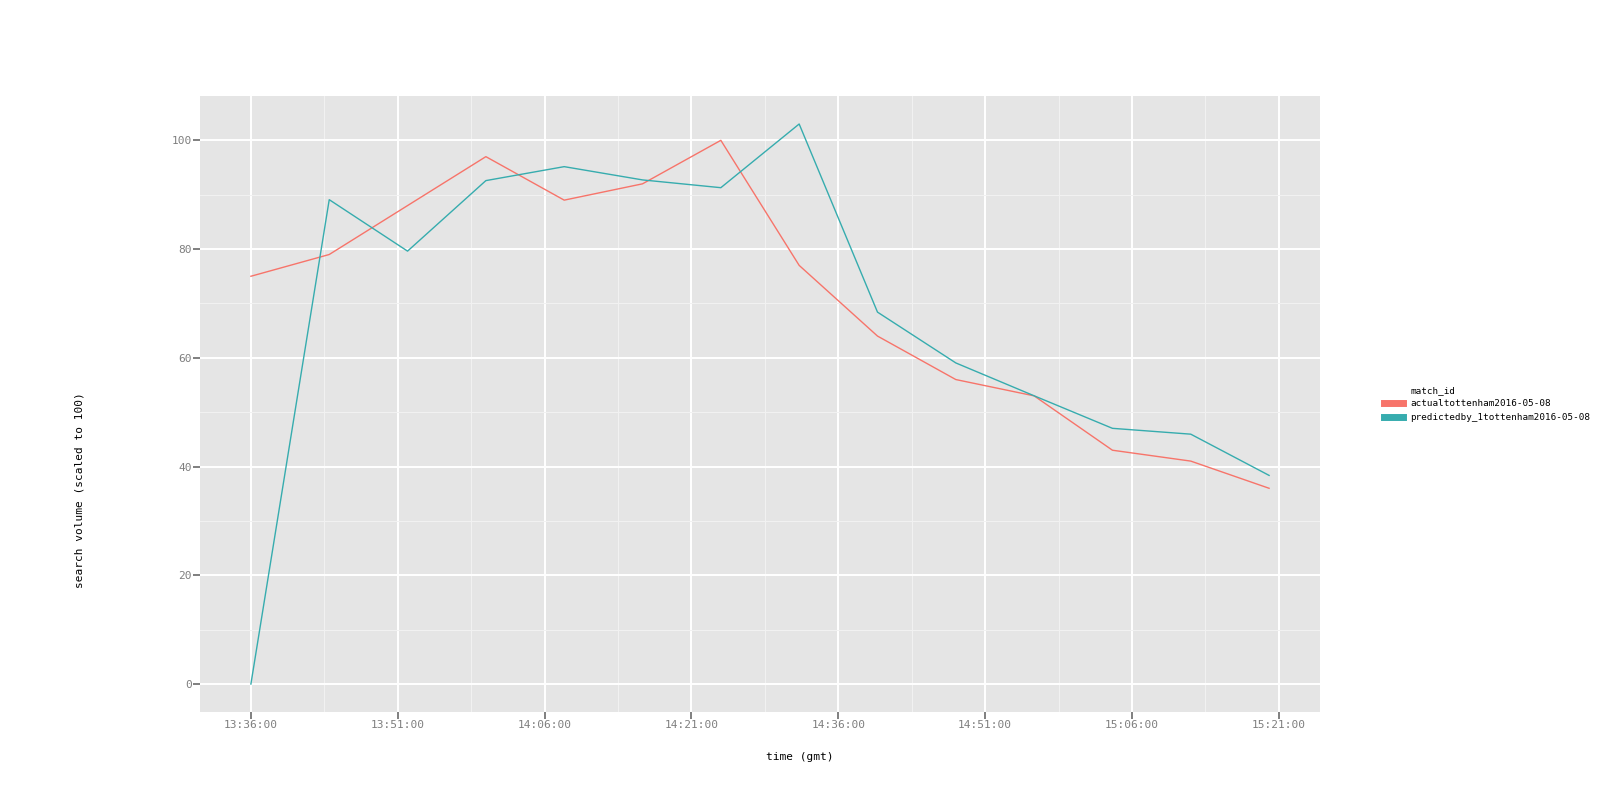 100
80
60
40
20
0
13:36:00 13:51:00 14:06:00 14:21:00 14:36:00 14:51:00 15:06:00 15:21:00
time (gmt)
search volume (scaled to 100)
match_id
actualtottenham2016-05-08
predictedby_1tottenham2016-05-08